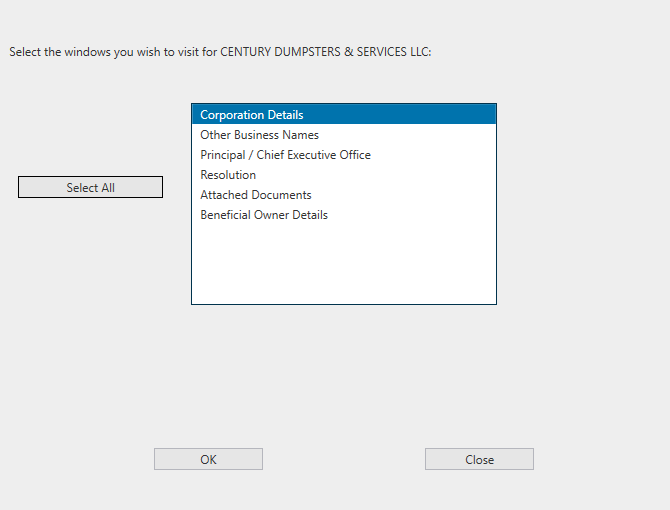 Select the windows you wish to visit for CENTURY DUMPSTERS & SERVICES LLC:
Corporation Details
Other Business Names
Principal / Chief Executive Office
Resolution
Select All
Attached Documents
Beneficial Owner Details
OK
Close